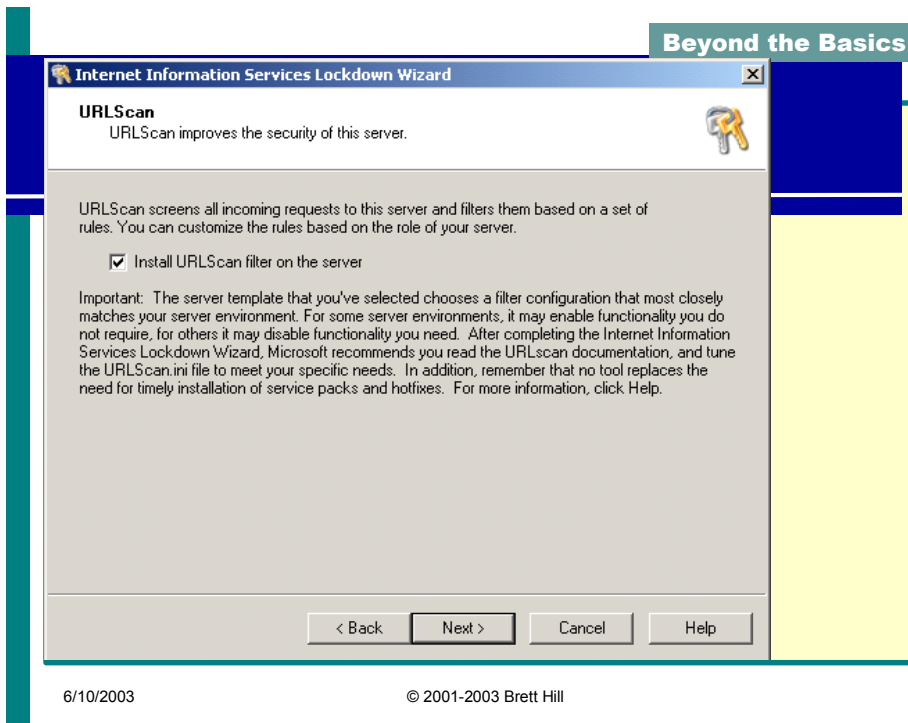 Beyond the Basics
Internet Information Services Lockdown Wizard
URLScan
URLScan improves the security of this server.
URLScan screens all incoming requests to this server and filters them based on a set of
rules. You can customize the rules based on the role of your server.
Install URLScan filter on the server
Important: The server template that you've selected chooses a filter configuration that most closely
matches your server environment. For some server environments, it may enable functionality you do
not require, for others it may disable functionality you need. After completing the Internet Information
Services Lockdown Wizard, Microsoft recommends you read the URLscan documentation, and tune
the URLScan.ini file to meet your specific needs. In addition, remember that no tool replaces the
need for timely installation of service packs and hotfixes. For more information, click Help.
< Back Next > Cancel Help
6/10/2003 © 2001-2003 Brett Hill